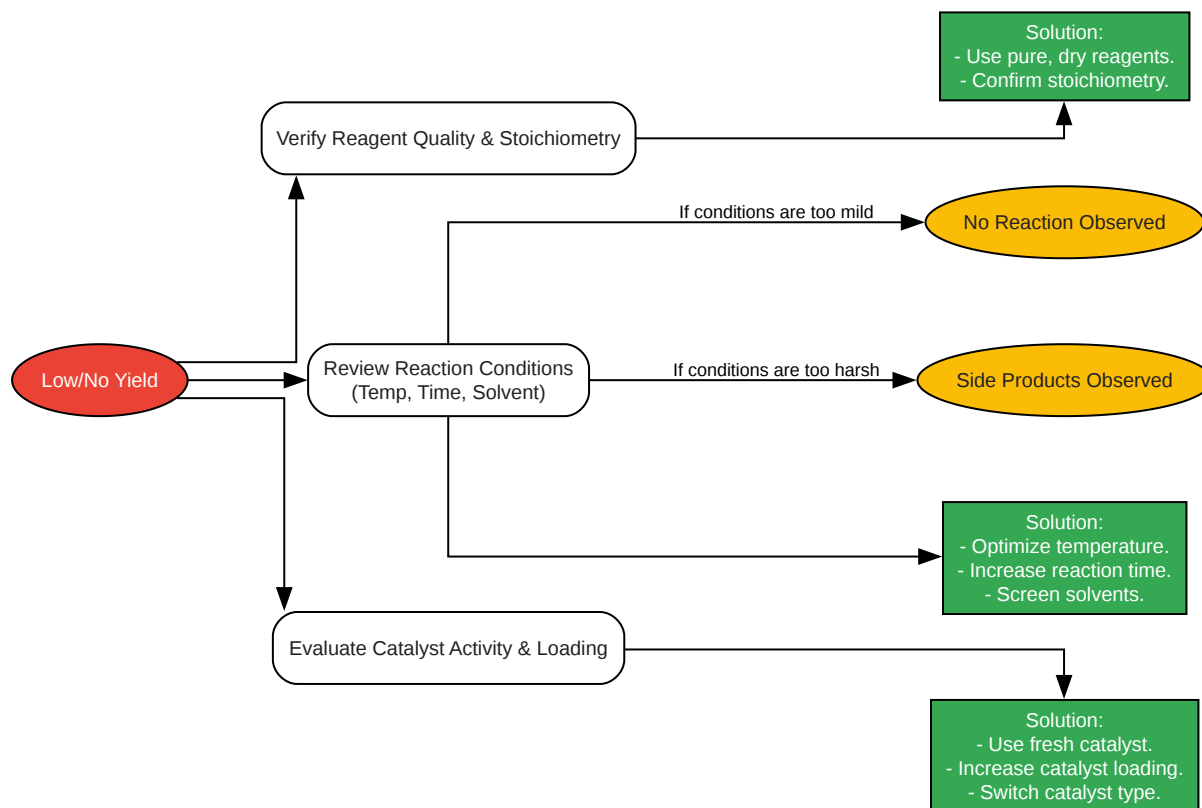 Solution:
- Use pure, dry reagents.
- Confirm stoichiometry.
Verify Reagent Quality & Stoichiometry
If conditions are too mild
No Reaction Observed
Low/No Yield
Review Reaction Conditions
(Temp, Time, Solvent)
If conditions are too harsh
Side Products Observed
Solution:
- Optimize temperature.
- Increase reaction time.
- Screen solvents.
Evaluate Catalyst Activity & Loading
Solution:
- Use fresh catalyst.
- Increase catalyst loading.
- Switch catalyst type.